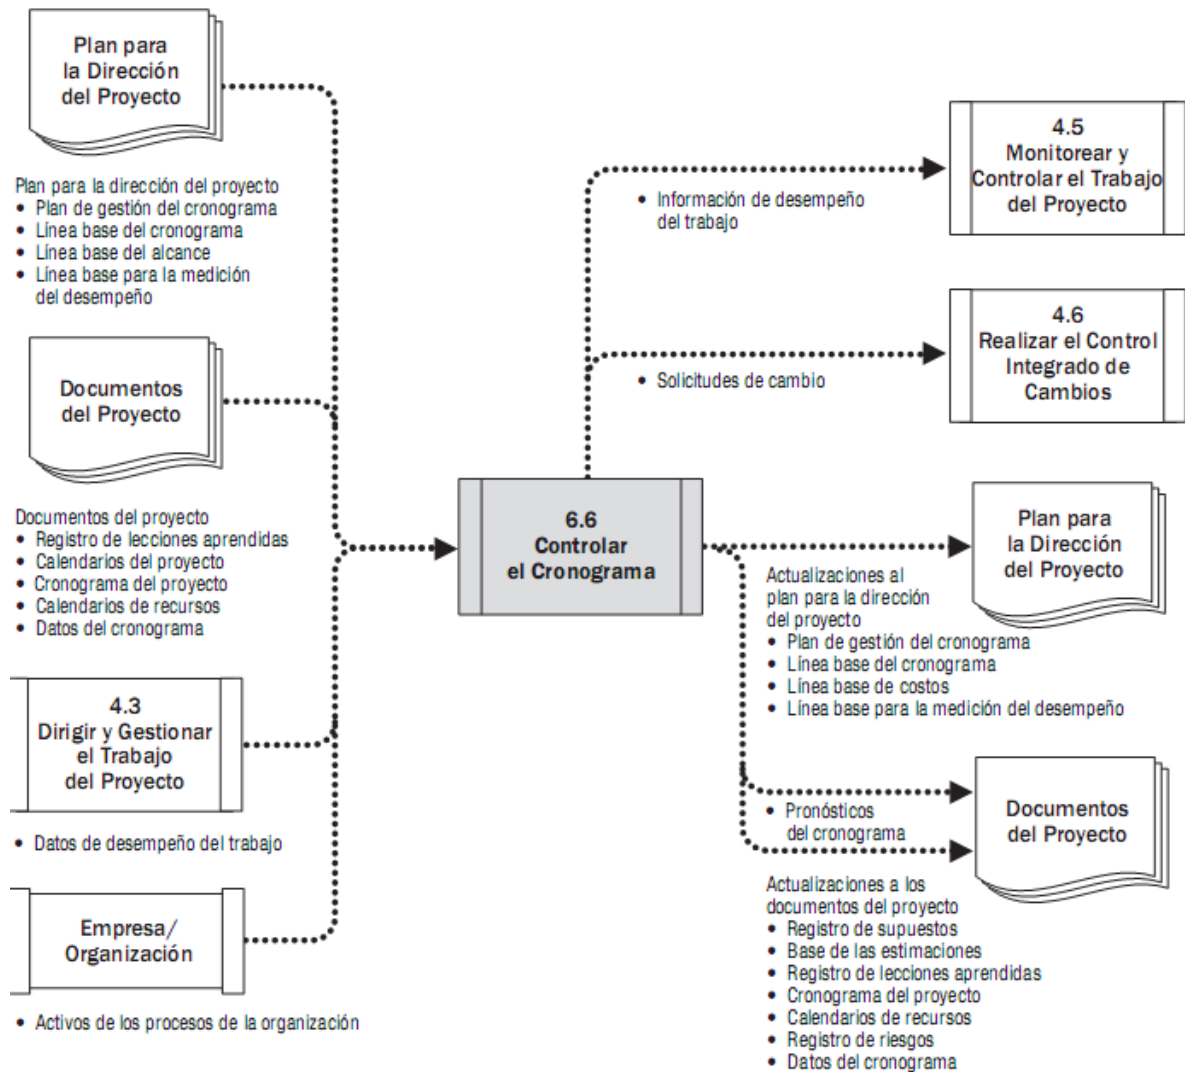 Plan para
la Dirección
del Proyecto
Plan para la dirección del proyecto
• Plan de gestión del cronograma
• Línea base del cronograma
• Línea base del alcance
• Línea base para la medición
del desempeño
Documentos
del Proyecto
Documentos del proyecto
• Registro de lecciones aprendidas
• Calendarios del proyecto
• Cronograma del proyecto
• Calendarios de recursos
• Datos del cronograma
4.3
Dirigir y Gestionar
el Trabajo
del Proyecto
• Datos de desempeño del trabajo
Empresa/
Organización
• Activos de los procesos de la organización
6.6
Controlar
el Cronograma
• Información de desempeño
del trabajo
4.5
Monitorear y
Controlar el Trabajo
del Proyecto
• Solicitudes de cambio
4.6
Realizar el Control
Integrado de
Cambios
Plan para
la Dirección
del Proyecto
Actualizaciones al
plan para la dirección
del proyecto
• Plan de gestión del cronograma
• Línea base del cronograma
• Línea base de costos
• Línea base para la medición del desempeño
• Pronósticos
del cronograma
Documentos
del Proyecto
Actualizaciones a los
documentos del proyecto
• Registro de supuestos
• Base de las estimaciones
• Registro de lecciones aprendidas
• Cronograma del proyecto
• Calendarios de recursos
• Registro de riesgos
• Datos del cronograma